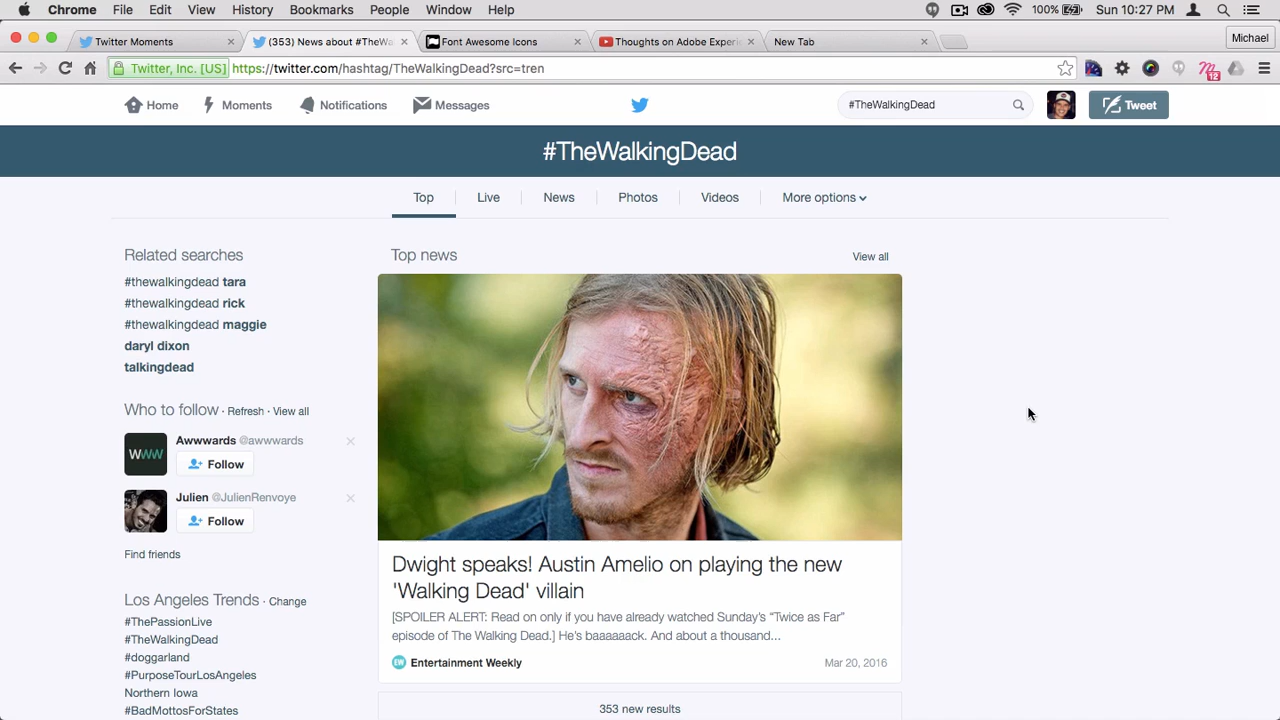 Chrome File Edit View History Bookmarks People Window Help 100% Sun 10:27 PM
Twitter Moments (353) News about #TheWa Font Awesome Icons Thoughts on Adobe Experi New Tab Michael
Twitter, Inc. [US] https://twitter.com/hashtag/TheWalkingDead?src=tren 12
Home Moments Notifications Messages #TheWalkingDead Tweet
#TheWalkingDead
Top Live News Photos Videos More options
Related searches
#thewalkingdead tara
#thewalkingdead rick
#thewalkingdead maggie
daryl dixon
talkingdead
Who to follow · Refresh · View all
Awwwards @awwwards
WWW
Follow
Julien @JulienRenvoye
Follow
Find friends
Los Angeles Trends · Change
#ThePassionLive
#TheWalkingDead
#doggarland
#PurposeTourLosAngeles
Northern Iowa
#BadMottosForStates
Top news View all
Dwight speaks! Austin Amelio on playing the new
'Walking Dead' villain
[SPOILER ALERT: Read on only if you have already watched Sunday's “Twice as Far”
episode of The Walking Dead.] He's baaaaaack. And about a thousand...
EW Entertainment Weekly Mar 20, 2016
353 new results